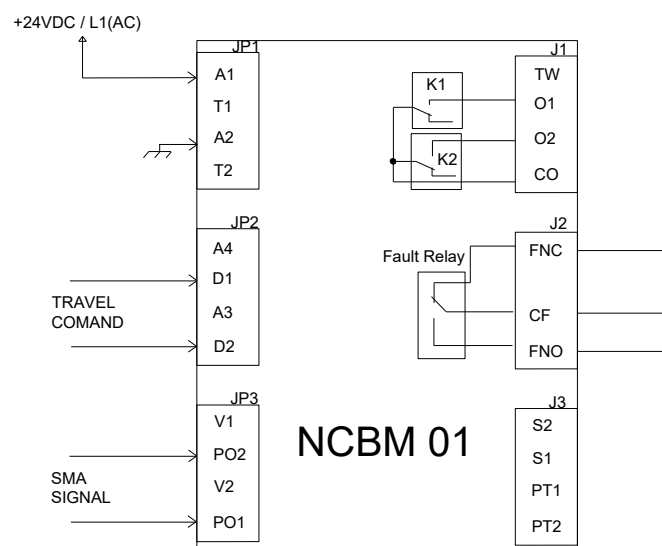 +24VDC / L1(AC)
JP1
A1
T1
A2
T2
JP2
A4
D1
A3
D2
TRAVEL
COMAND
JP3
V1
PO2
V2
PO1
SMA
SIGNAL
K1
K2
Fault Relay
NCBM 01
J1
TW
O1
O2
CO
J2
FNC
CF
FNO
J3
S2
S1
PT1
PT2